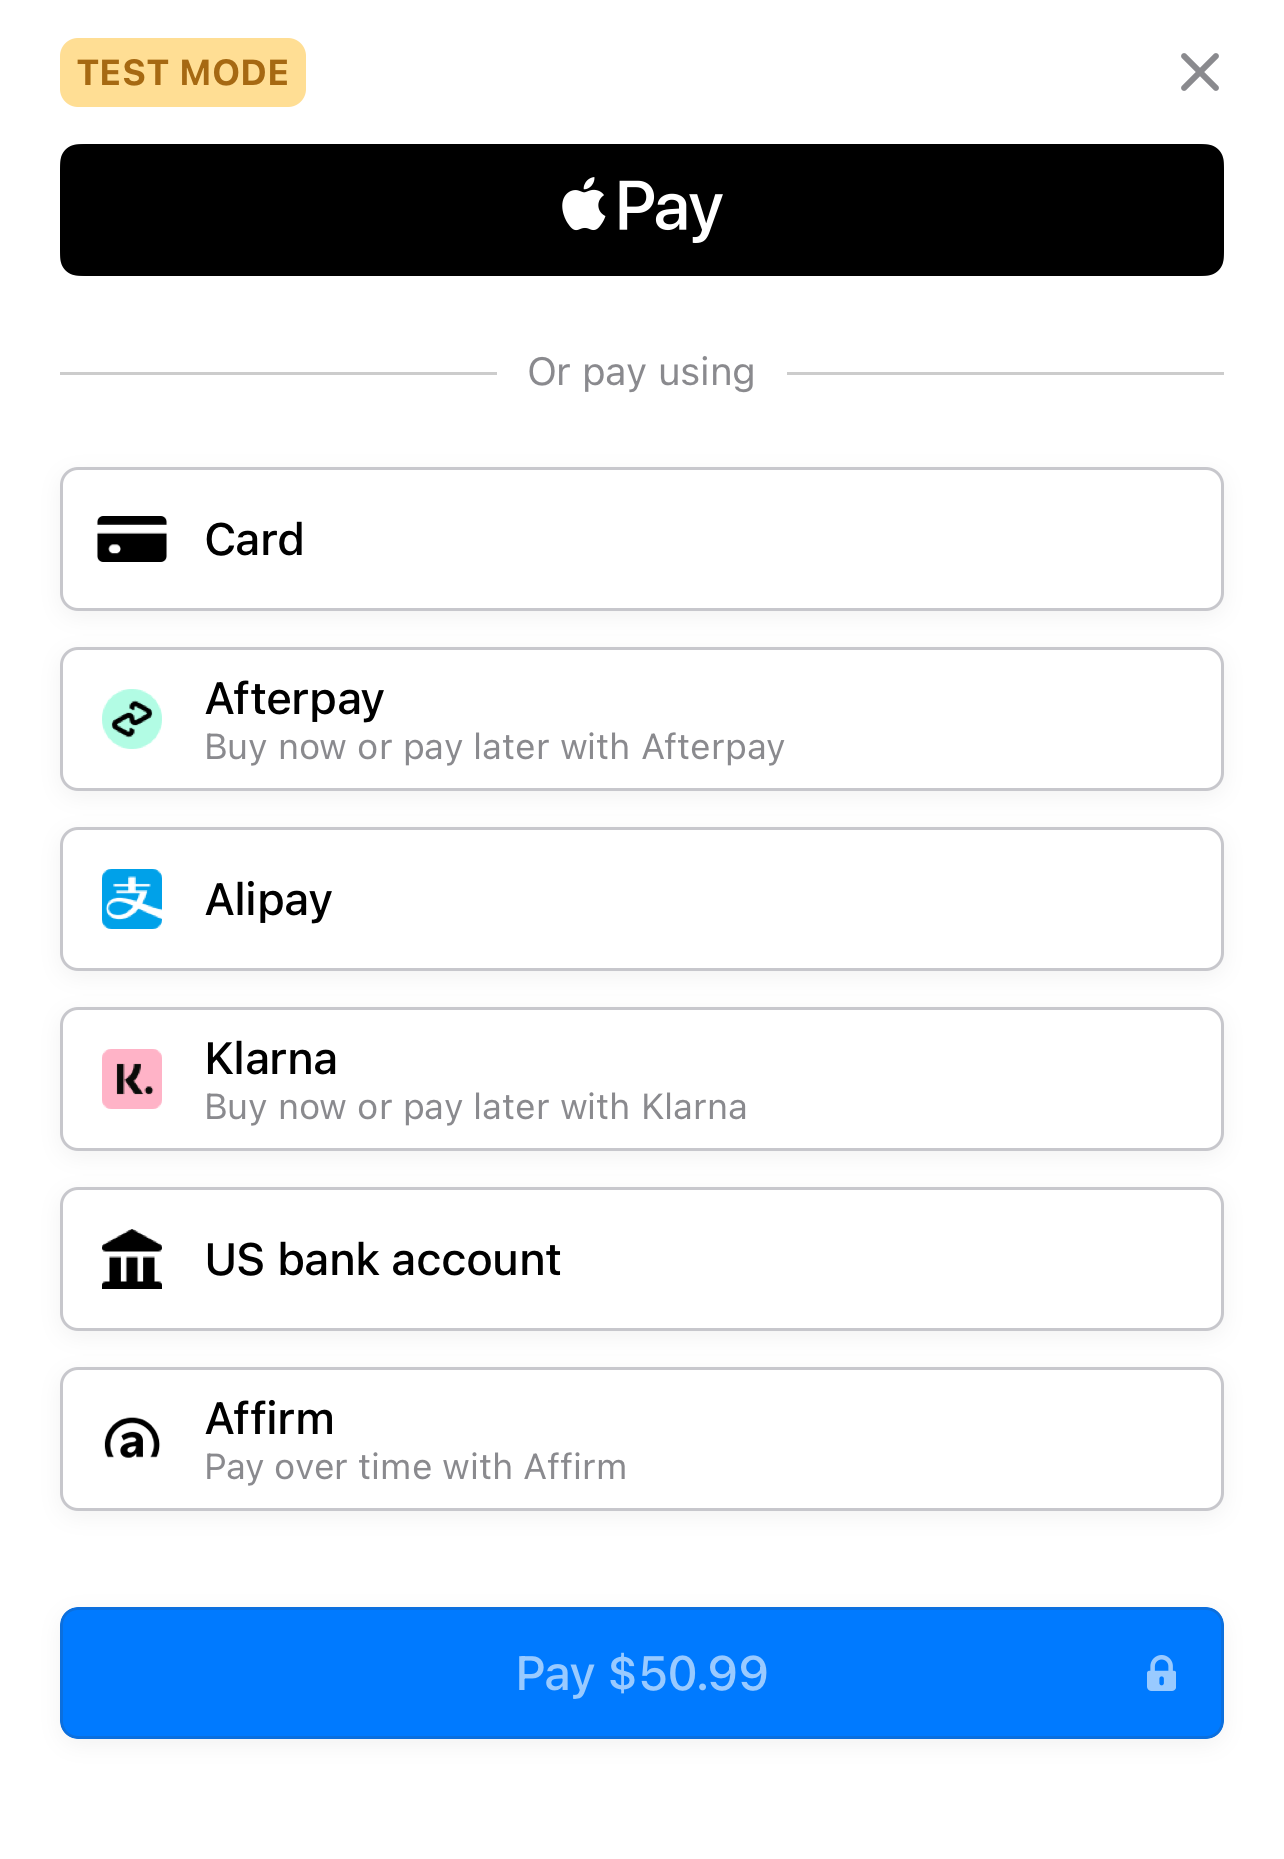 TEST MODE
Pay
Or pay using
Card
Afterpay
Buy now or pay later with Afterpay
支
Alipay
K.
Klarna
Buy now or pay later with Klarna
US bank account
a
Affirm
Pay over time with Affirm
Pay $50.99